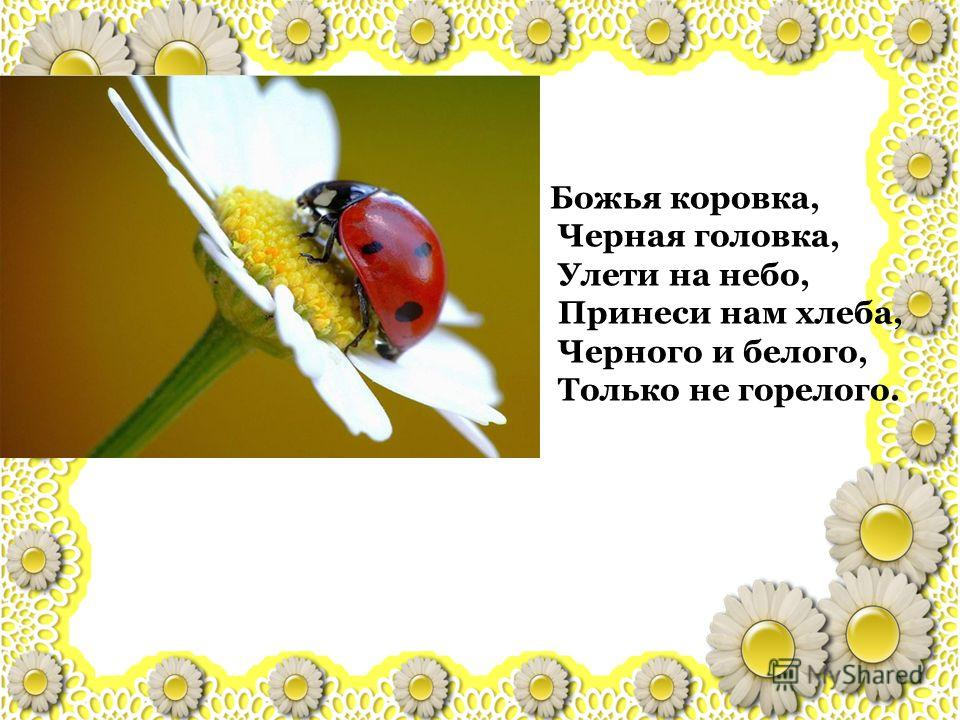 Божья коровка,
Черная головка,
Улети на небо,
Принеси нам хлеба,
Черного и белого,
Только не горелого.
MyShared